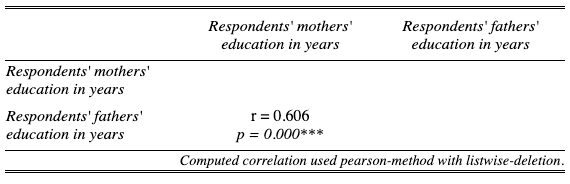 Respondents' mothers' Respondents' fathers'
education in years education in years
Respondents' mothers'
education in years
Respondents' fathers' r = 0.606
education in years p = 0.000***
Computed correlation used pearson-method with listwise-deletion.